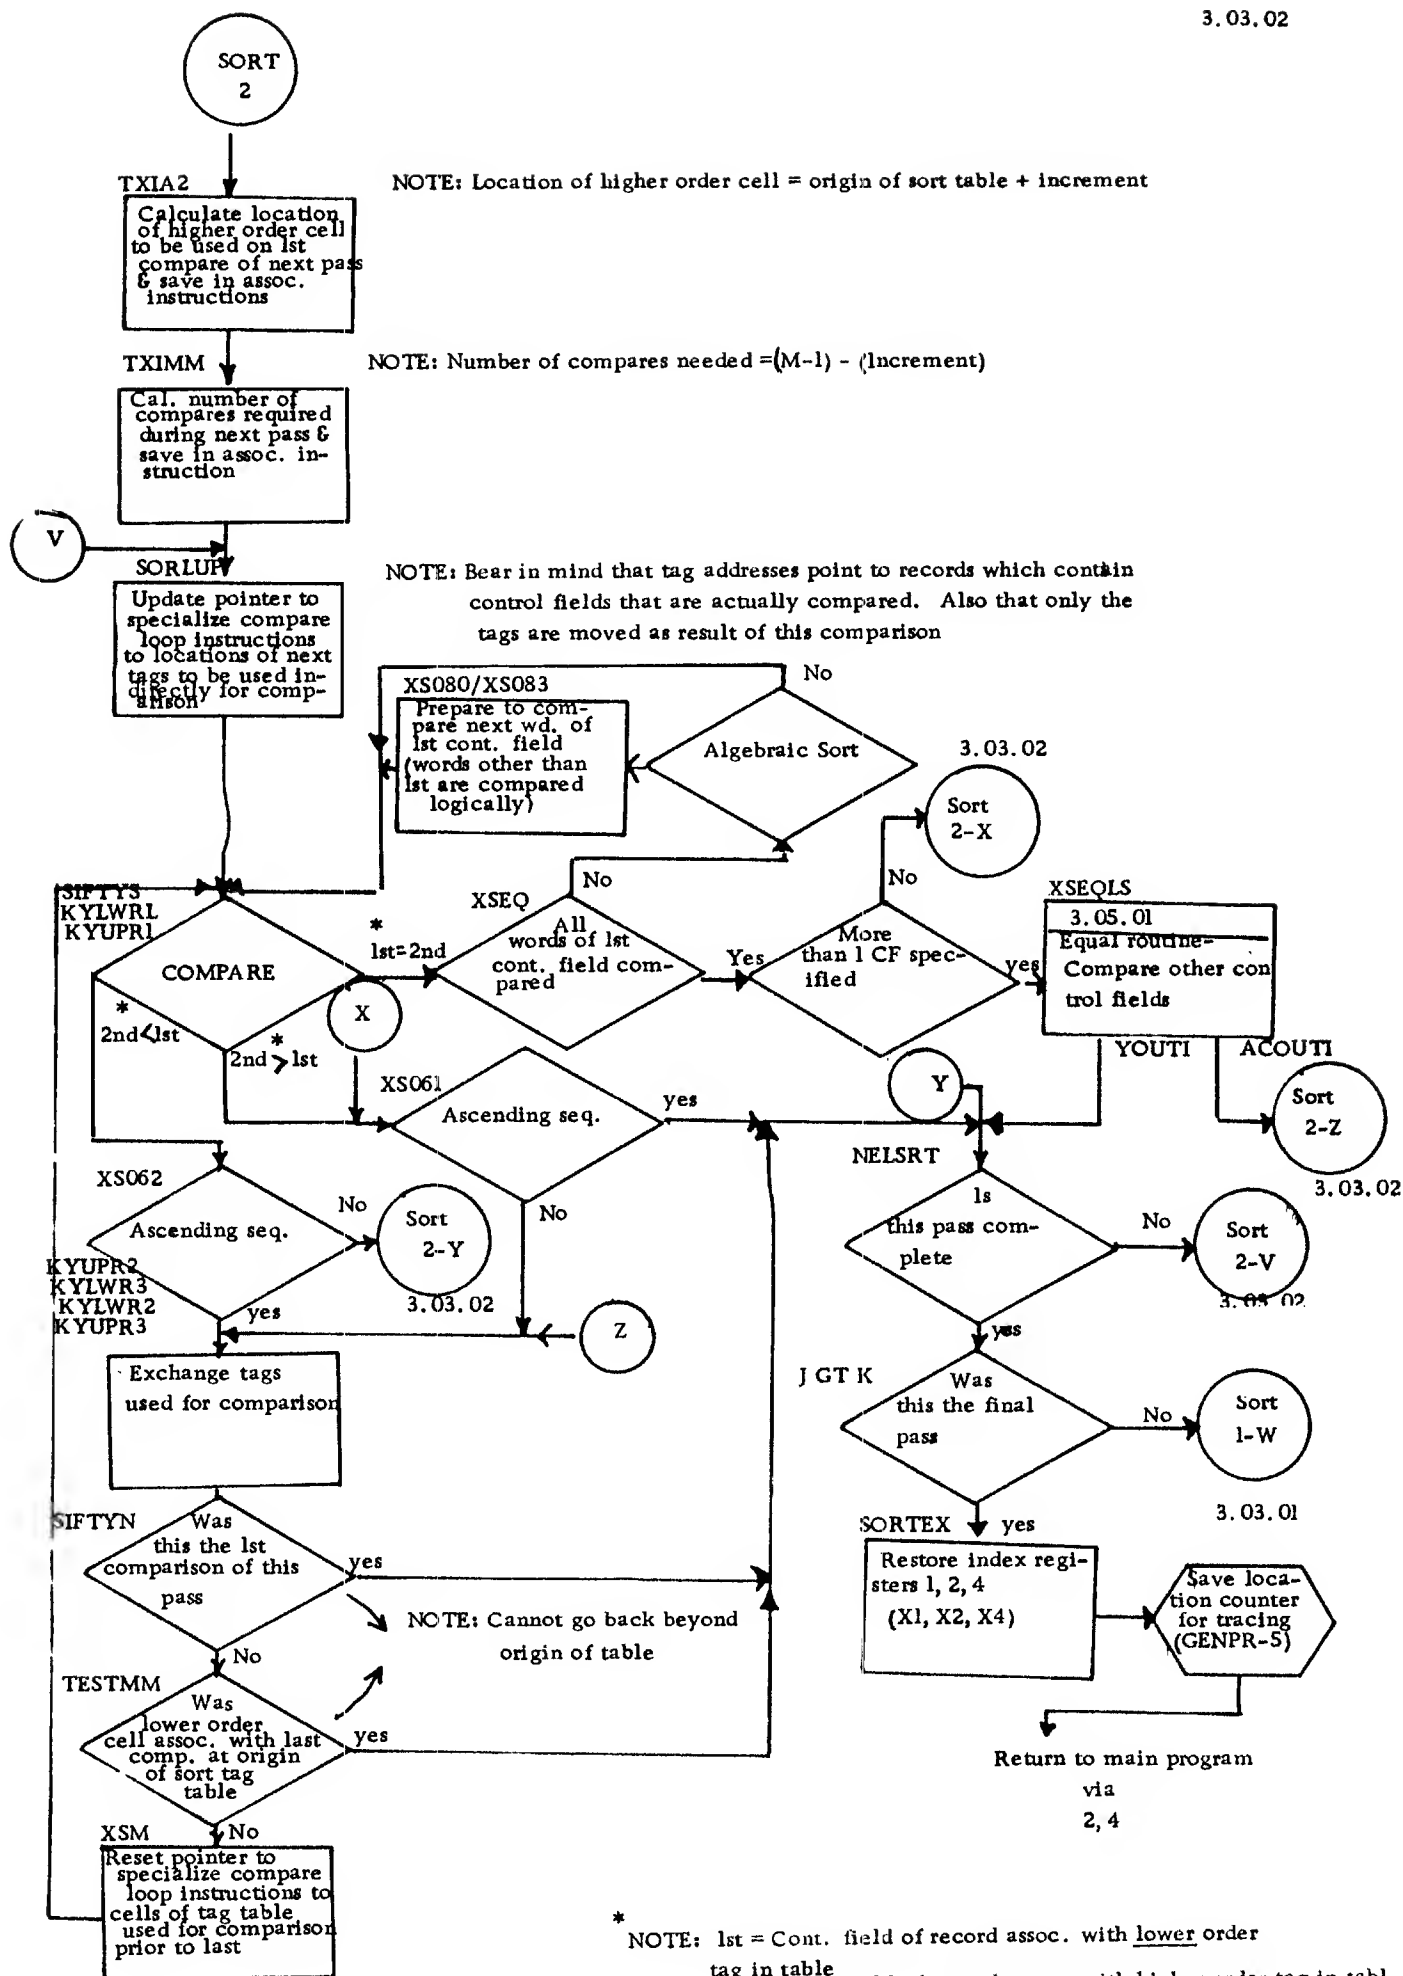 3.03.02
SORT
2
TXIA2
NOTE: Location of higher order cell = origin of sort table + increment
Calculate location
of higher order cell
to be used on 1st
compare of next pass
& save in assoc.
instructions
TXIMM
NOTE: Number of compares needed =(M-1) - (Increment)
Cal. number of
compares required
during next pass &
save in assoc. in-
struction
V
SORLUP
NOTE: Bear in mind that tag addresses point to records which contain
control fields that are actually compared. Also that only the
tags are moved as result of this comparison
Update pointer to
specialize compare
loop instructions
to locations of next
tags to be used in-
directly for comp-
arison
No
XS080/XS083
Prepare to com-
pare next wd. of
1st cont. field
(words other than
1st are compared
logically)
Algebraic Sort
3.03.02
Sort
2-X
SIFTYS
KYLWRL
KYUPR1
COMPARE
*
1st=2nd
XSEQ
No
All
words of 1st
cont. field com-
pared
Yes
No
More
than 1 CF spec-
ified
yes
XSEQLS
3.05.01
Equal routine-
Compare other con
trol fields
*
2nd<1st
*
2nd>1st
X
YOUTI
ACOUTI
Y
XS061
Ascending seq.
yes
Sort
2-Z
3.03.02
NELSRT
XS062
Ascending seq.
No
Sort
2-Y
3.03.02
No
Is
this pass com-
plete
No
Sort
2-V
3.03.02
KYUPR2
KYLWR3
KYLWR2
KYUPR3
yes
Z
yes
Exchange tags
used for comparison
J GT K
Was
this the final
pass
No
Sort
1-W
3.03.01
SIFTYN
Was
this the 1st
comparison of this
pass
yes
No
NOTE: Cannot go back beyond
origin of table
SORTEX
yes
Restore index regi-
sters 1, 2, 4
(X1, X2, X4)
Save loca-
tion counter
for tracing
(GENPR-5)
TESTMM
Was
lower order
cell assoc. with last
comp. at origin
of sort tag
table
yes
Return to main program
via
2, 4
XSM
No
Reset pointer to
specialize compare
loop instructions to
cells of tag table
used for comparison
prior to last
*
NOTE: 1st = Cont. field of record assoc. with lower order
tag in table